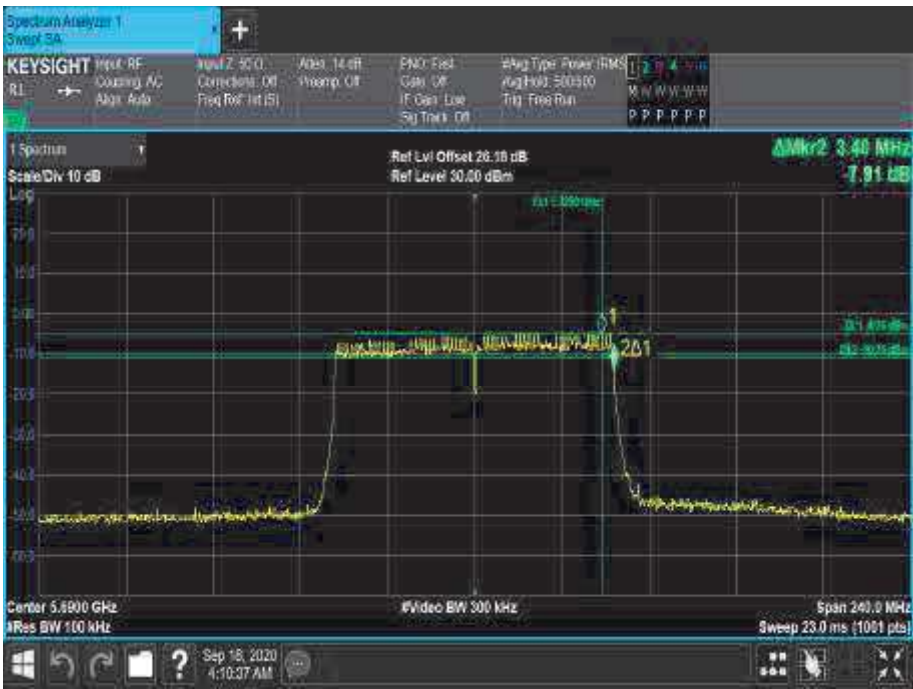 Spectrum Analyzer 1
Swept SA
+
KEYSIGHT Input: RF
R1
Coupling: AC
Align: Auto
Input Z: 50 Ω
Corrections: Off
Freq Ref: Int (S)
Atten: 14 dB
Preamp: Off
PNO: Fast
Gate: Off
IF Gain: Low
Sig Track: Off
#Avg Type: Power (RMS)
Avg|Hold: 500/500
Trig: Free Run
M W W W W W
P P P P P P
1 Spectrum
Scale/Div 10 dB
Log
Ref Lvl Offset 26.18 dB
Ref Level 30.00 dBm
ΔMkr2 3.40 MHz
7.91 dB
1
2Δ1
Center 5.6900 GHz
#Res BW 100 kHz
#Video BW 300 kHz
Span 240.0 MHz
Sweep 23.0 ms (1001 pts)
?
Sep 18, 2020
4:10:37 AM